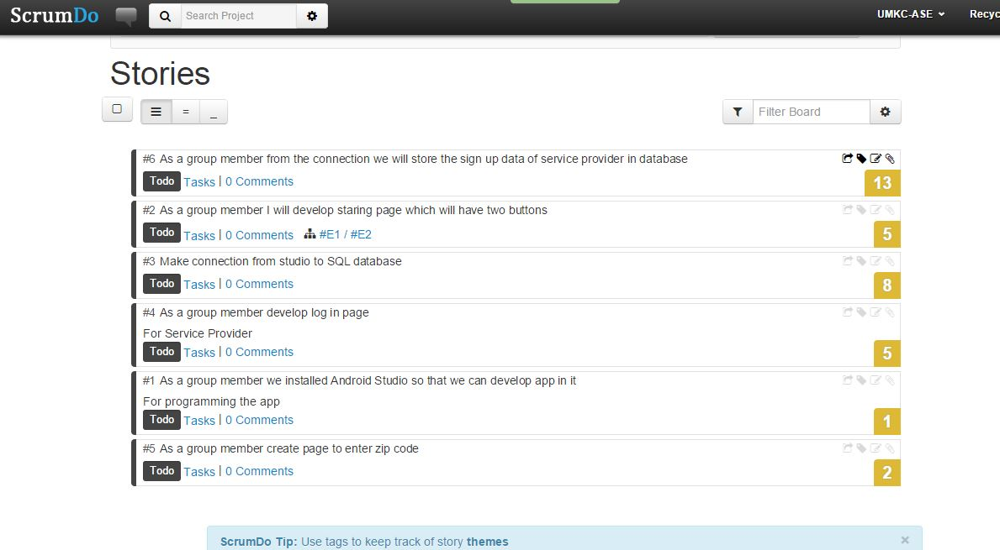 ScrumDo
Search Project
UMKC-ASE
Recyc
Stories
Filter Board
#6 As a group member from the connection we will store the sign up data of service provider in database
Todo Tasks | 0 Comments
13
#2 As a group member I will develop staring page which will have two buttons
Todo Tasks | 0 Comments #E1 / #E2
5
#3 Make connection from studio to SQL database
Todo Tasks | 0 Comments
8
#4 As a group member develop log in page
For Service Provider
Todo Tasks | 0 Comments
5
#1 As a group member we installed Android Studio so that we can develop app in it
For programming the app
Todo Tasks | 0 Comments
1
#5 As a group member create page to enter zip code
Todo Tasks | 0 Comments
2
ScrumDo Tip: Use tags to keep track of story themes